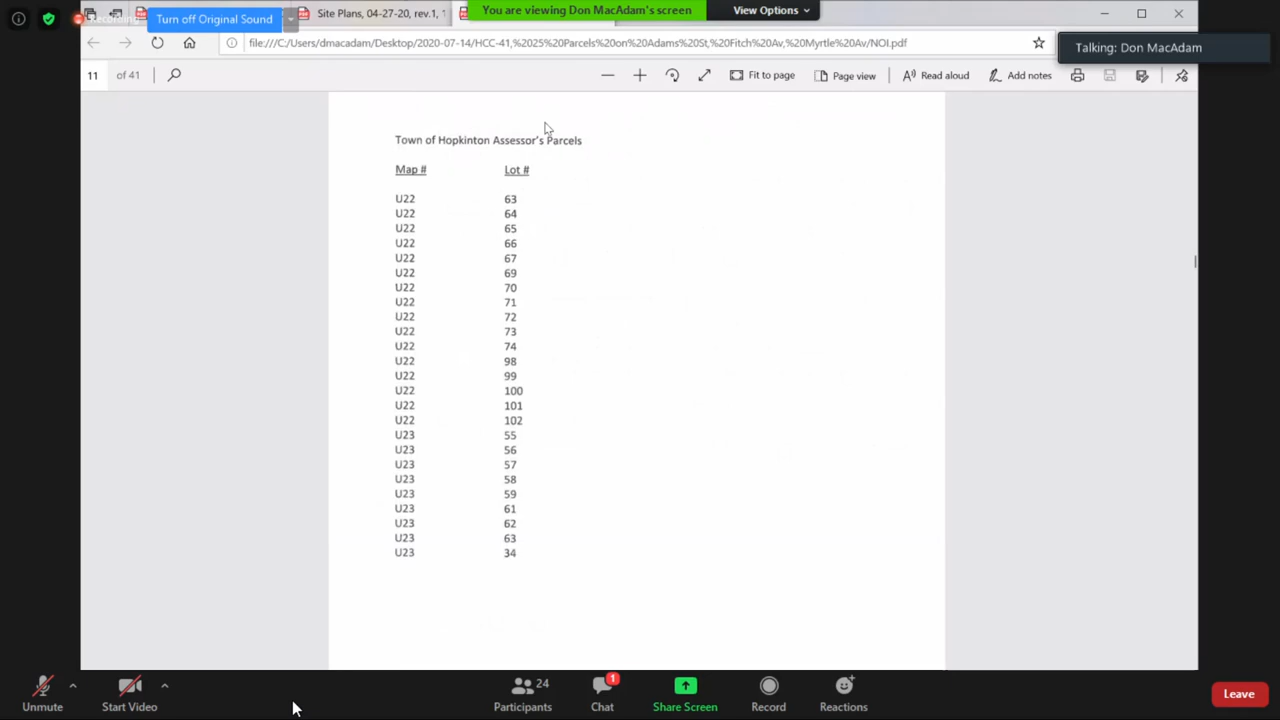 Recording
Turn off Original Sound
Site Plans, 04-27-20, rev.1,
You are viewing Don MacAdam's screen
View Options
file:///C:/Users/dmacadam/Desktop/2020-07-14/HCC-41,%2025%20Parcels%20on%20Adams%20St,%20Fitch%20Av,%20Myrtle%20Av/NOI.pdf
Talking: Don MacAdam
11 of 41
Fit to page
Page view
Read aloud
Add notes
Town of Hopkinton Assessor's Parcels
Map # Lot #
U22 63
U22 64
U22 65
U22 66
U22 67
U22 69
U22 70
U22 71
U22 72
U22 73
U22 74
U22 98
U22 99
U22 100
U22 101
U22 102
U23 55
U23 56
U23 57
U23 58
U23 59
U23 61
U23 62
U23 63
U23 34
Unmute
Start Video
24
Participants
1
Chat
Share Screen
Record
Reactions
Leave